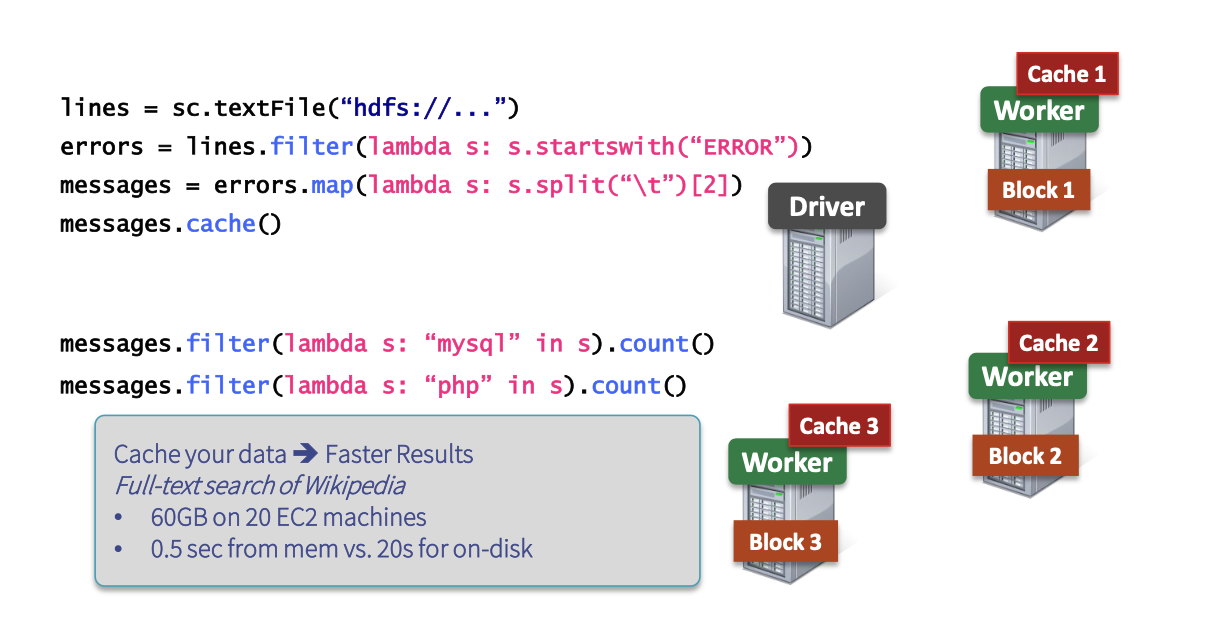 lines = sc.textFile(“hdfs://...”)
errors = lines.filter(lambda s: s.startswith(“ERROR”))
messages = errors.map(lambda s: s.split(“\t”)[2])
messages.cache()
messages.filter(lambda s: “mysql” in s).count()
messages.filter(lambda s: “php” in s).count()
Cache your data ➔ Faster Results
Full-text search of Wikipedia
• 60GB on 20 EC2 machines
• 0.5 sec from mem vs. 20s for on-disk
Driver
Cache 1
Worker
Block 1
Cache 2
Worker
Block 2
Cache 3
Worker
Block 3